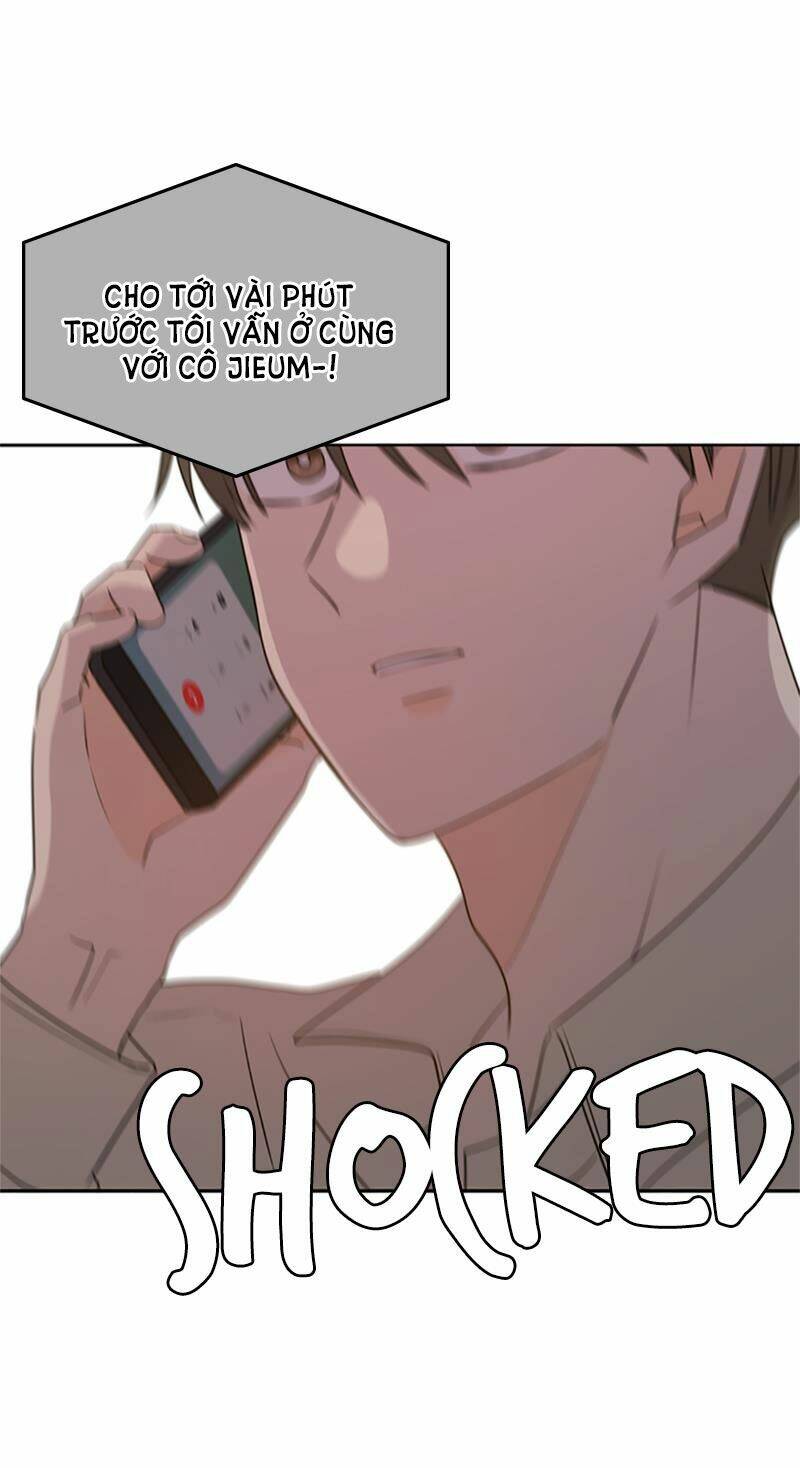 CHO TỚI VÀI PHÚT
TRƯỚC TÔI VẪN Ở CÙNG
VỚI CÔ JIEUM-!
SHOCKED